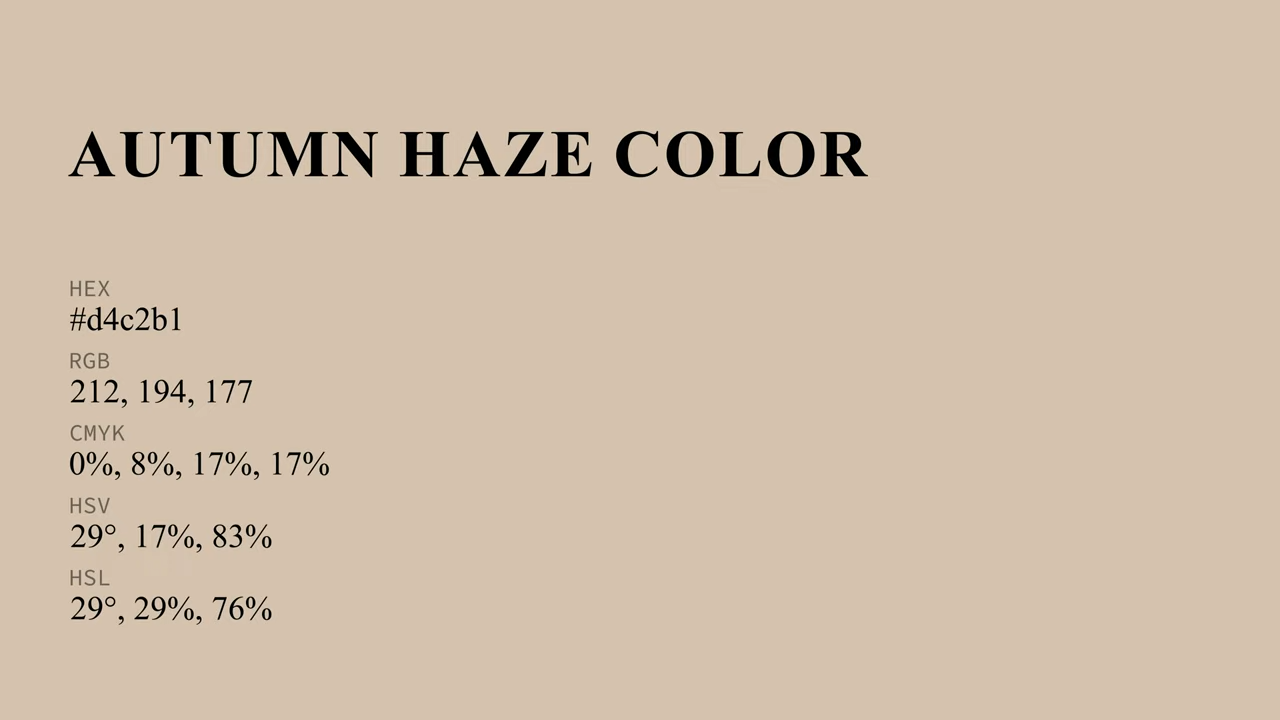 AUTUMN HAZE COLOR
HEX
#d4c2b1
RGB
212, 194, 177
CMYK
0%, 8%, 17%, 17%
HSV
29°, 17%, 83%
HSL
29°, 29%, 76%